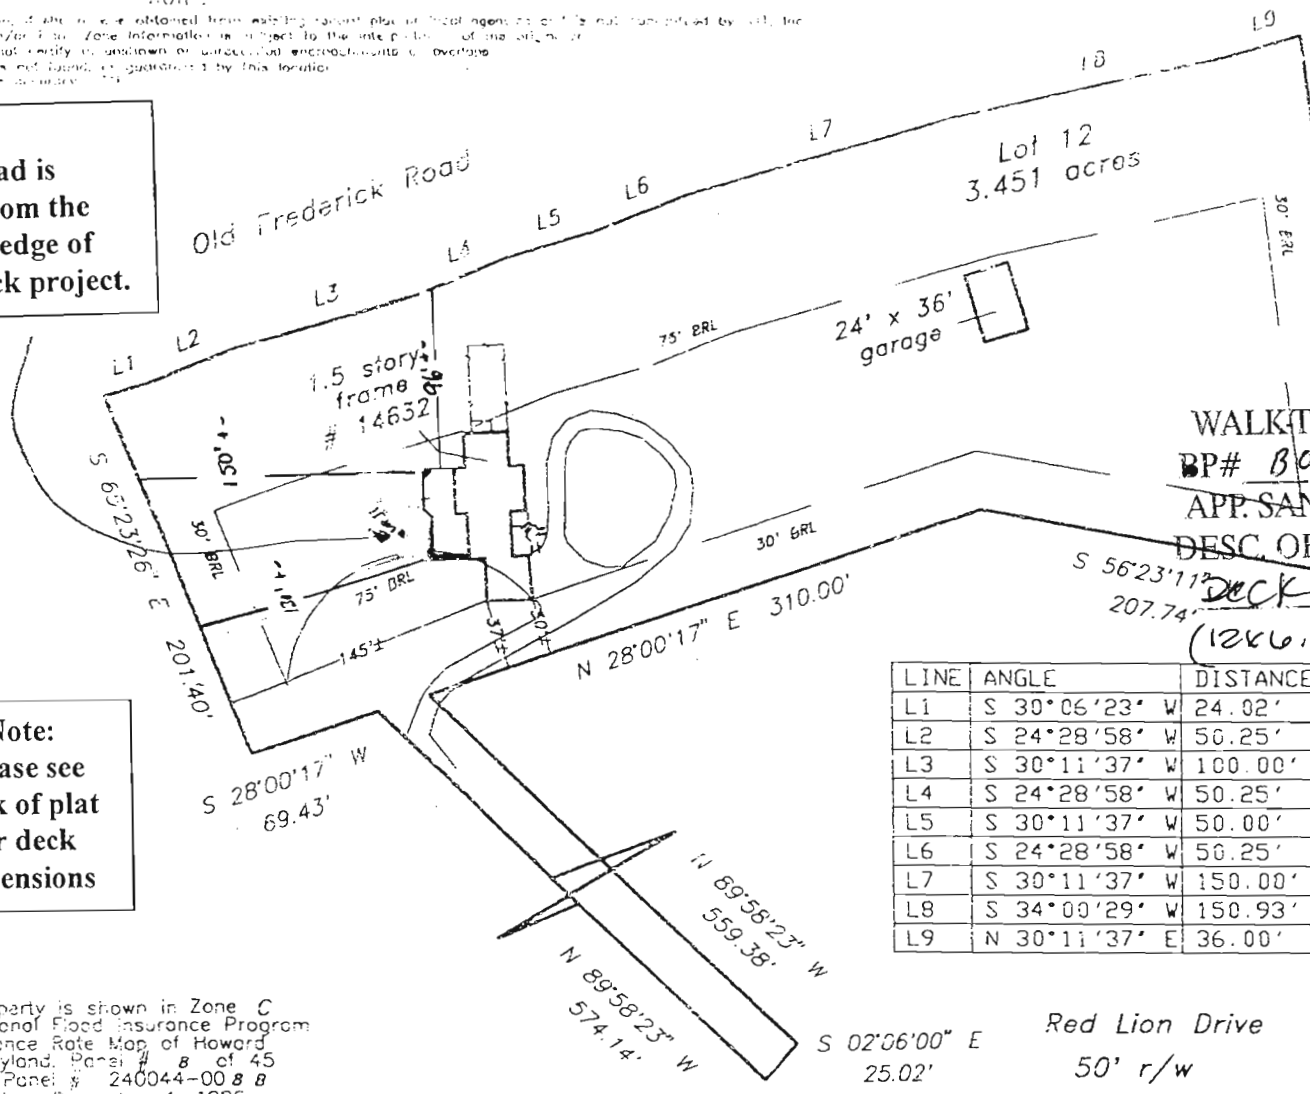 ad is
om the
edge of
ck project.
Old Frederick Road
L1
L2
L3
L4
L5
L6
L7
L8
L9
Lot 12
3.451 acres
30' BRL
75' BRL
24' x 36'
garage
1.5 story
frame
# 14632
96'
150'+-
S 65°23'26" E 201.40'
30' BRL
75' BRL
145'±
37'±
30' BRL
N 28°00'17" E 310.00'
WALK-T
BP# B0
APP. SAN
DESC. OF
DECK
(12x6.
S 56°23'11"
207.74'
Note:
ase see
k of plat
r deck
ensions
S 28°00'17" W
69.43'
LINE ANGLE DISTANCE
L1 S 30°06'23" W 24.02'
L2 S 24°28'58" W 50.25'
L3 S 30°11'37" W 100.00'
L4 S 24°28'58" W 50.25'
L5 S 30°11'37" W 50.00'
L6 S 24°28'58" W 50.25'
L7 S 30°11'37" W 150.00'
L8 S 34°00'29" W 150.93'
L9 N 30°11'37" E 36.00'
N 89°58'23" W
559.38'
N 89°58'23" W
574.14'
S 02°06'00" E
25.02'
Red Lion Drive
50' r/w
perty is shown in Zone C
onal Flood Insurance Program
ance Rate Map of Howard
yland. Panel # 8 of 45
Panel # 240044-0088